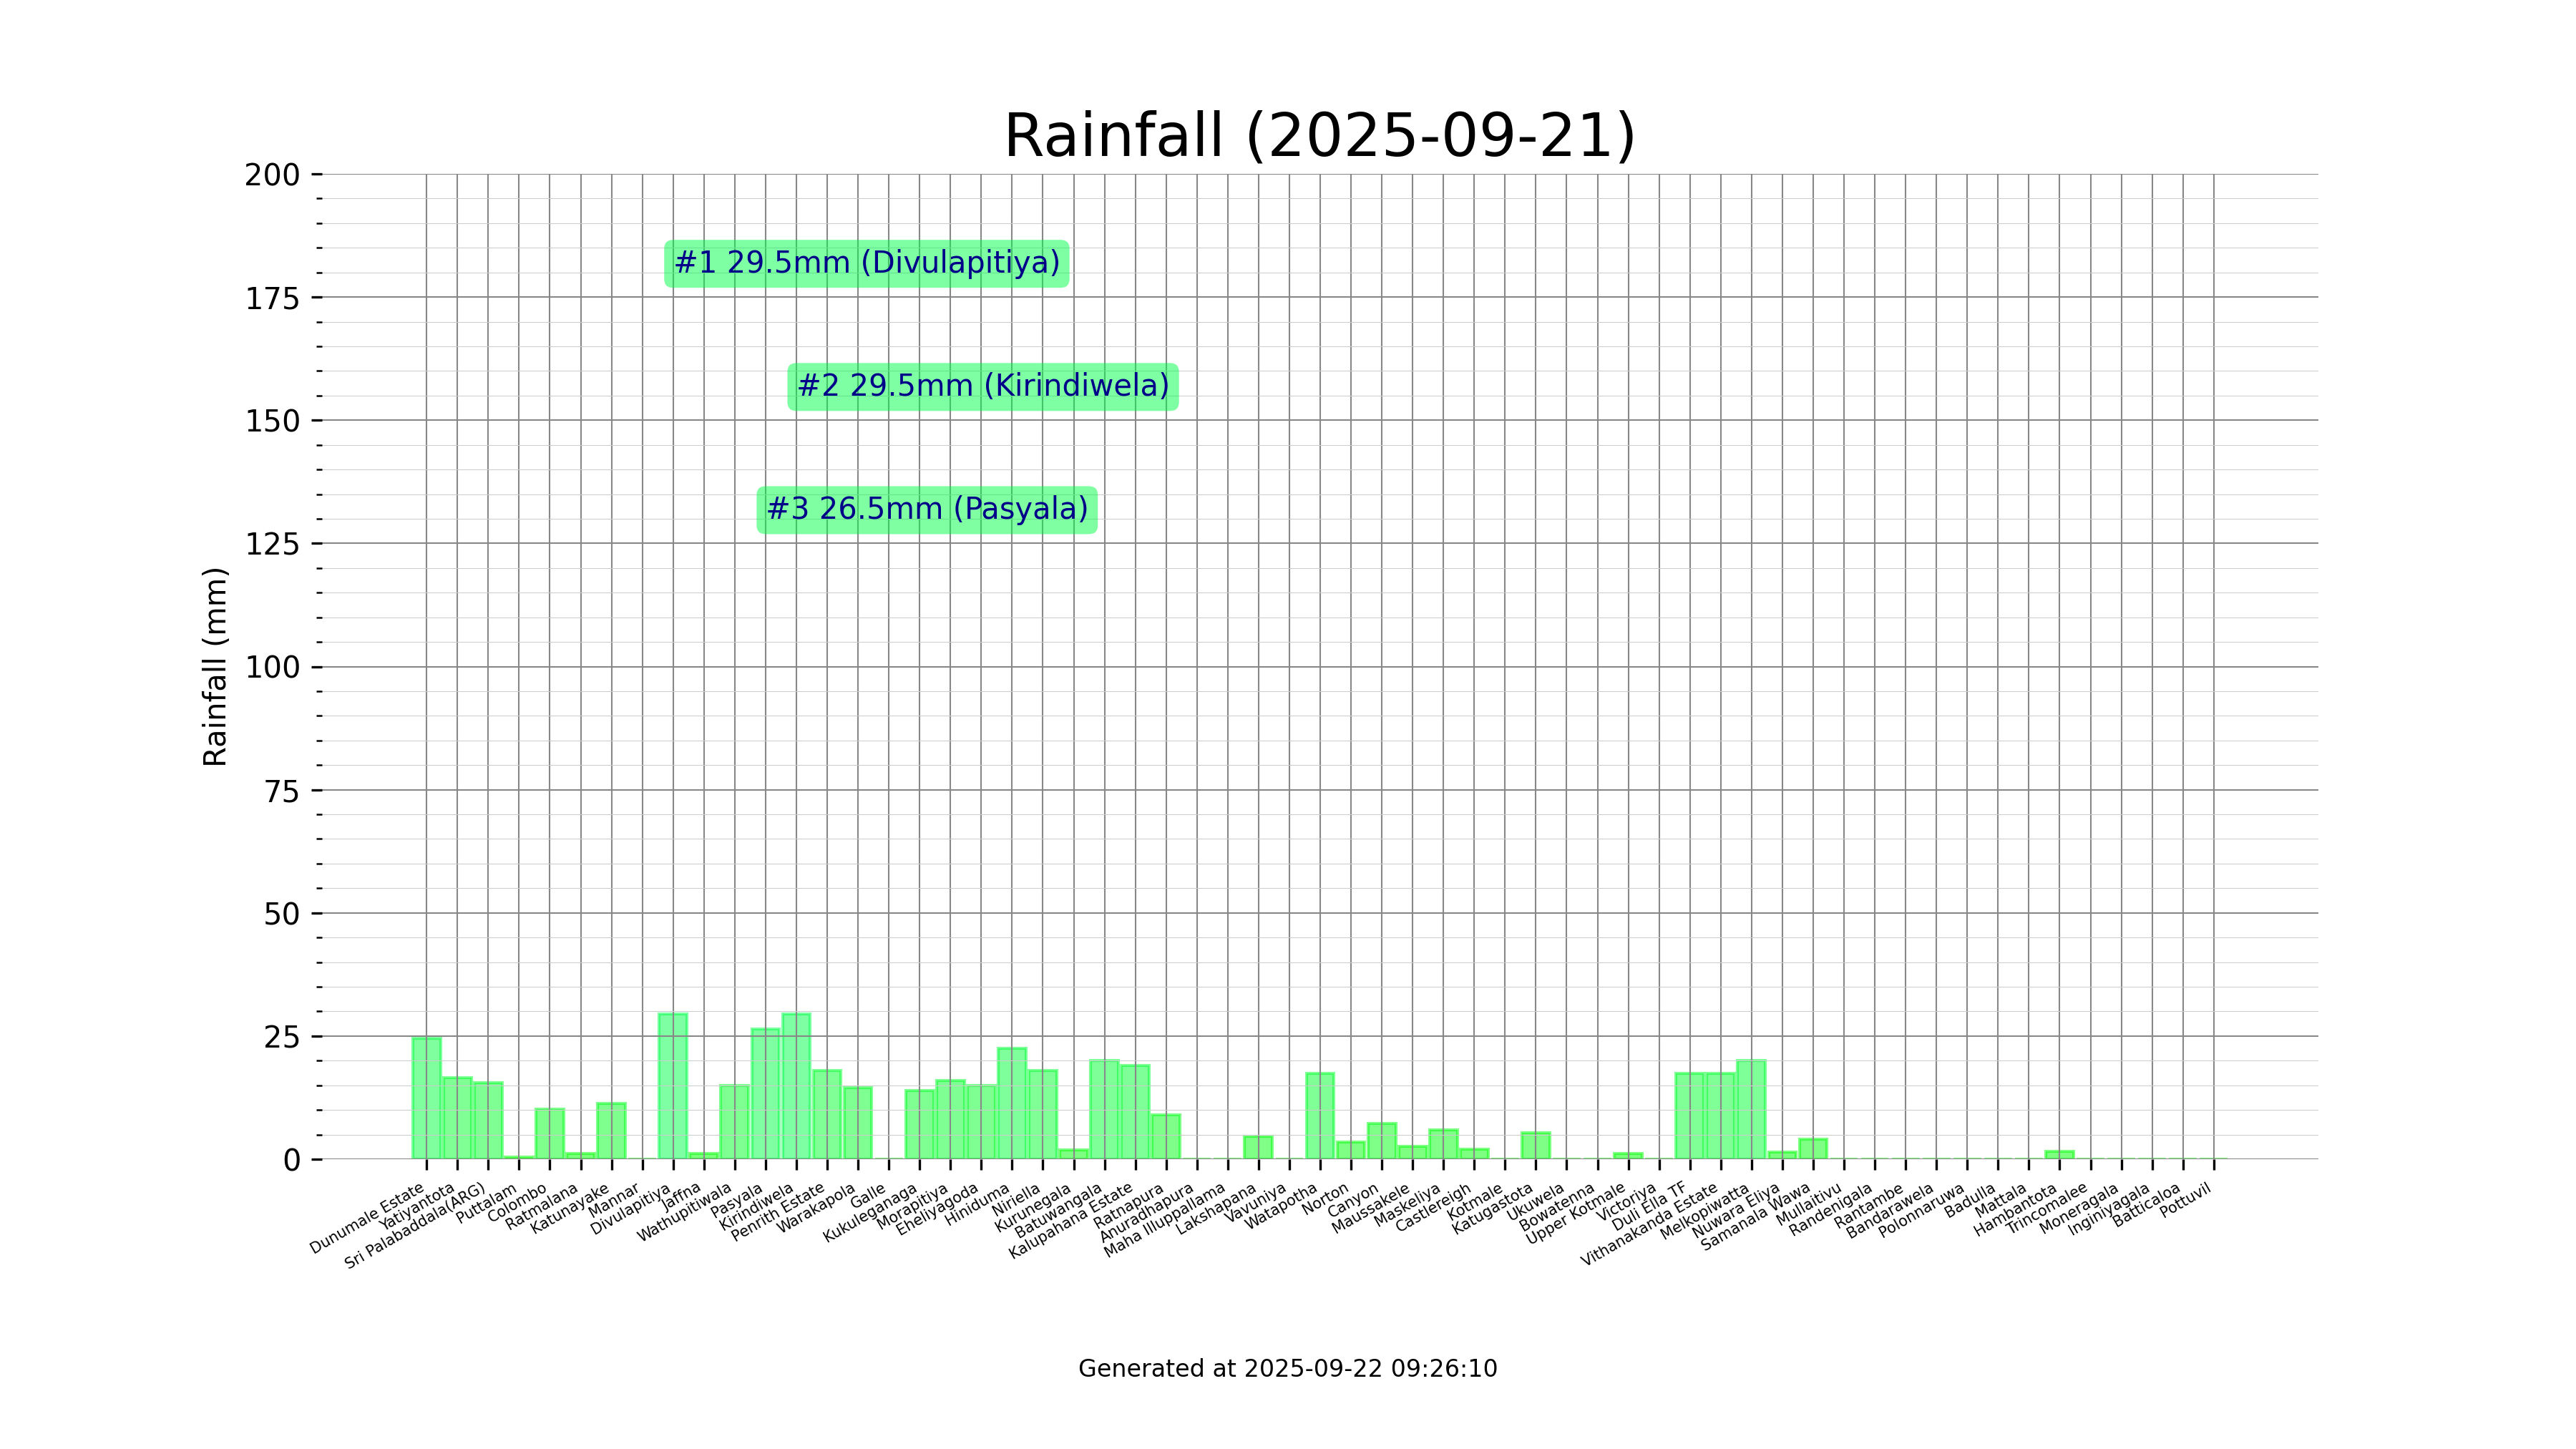 Rainfall (2025-09-21)
200
175
150
125
100
75
50
25
0
Rainfall (mm)
#1 29.5mm (Divulapitiya)
#2 29.5mm (Kirindiwela)
#3 26.5mm (Pasyala)
Dunumale Estate
Yatiyantota
Sri Palabaddala(ARG)
Puttalam
Colombo
Ratmalana
Katunayake
Mannar
Divulapitiya
Jaffna
Wathupitiwala
Pasyala
Kirindiwela
Penrith Estate
Warakapola
Galle
Kukuleganaga
Morapitiya
Eheliyagoda
Hiniduma
Niriella
Kurunegala
Batuwangala
Kalupahana Estate
Ratnapura
Anuradhapura
Maha Illuppallama
Lakshapana
Vavuniya
Watapotha
Norton
Canyon
Maussakele
Maskeliya
Castlereigh
Kotmale
Katugastota
Ukuwela
Bowatenna
Upper Kotmale
Victoriya
Duli Ella TF
Vithanakanda Estate
Melkopiwatta
Nuwara Eliya
Samanala Wawa
Mullaitivu
Randenigala
Rantambe
Bandarawela
Polonnaruwa
Badulla
Mattala
Hambantota
Trincomalee
Moneragala
Inginiyagala
Batticaloa
Pottuvil
Generated at 2025-09-22 09:26:10